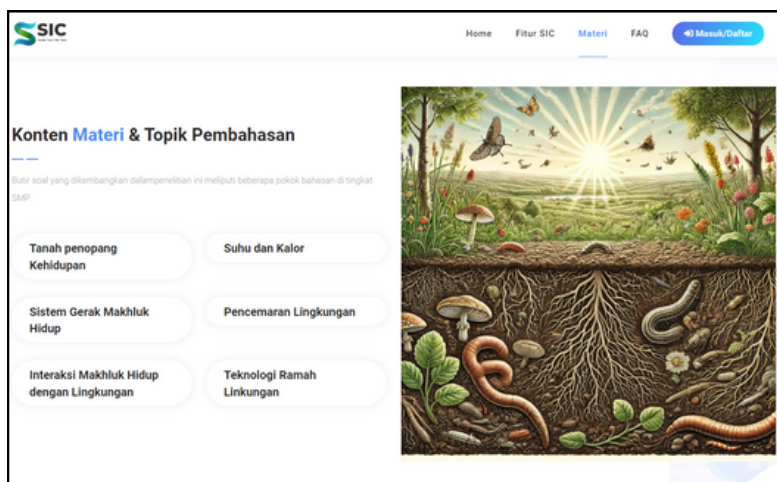 SIC
Home Fitur SIC Materi FAQ Masuk/Daftar
Konten Materi & Topik Pembahasan
Butir soal yang dikembangkan dalampenelitian ini meliputi beberapa pokok bahasan di tingkat
SMP.
Tanah penopang
Kehidupan
Suhu dan Kalor
Sistem Gerak Makhluk
Hidup
Pencemaran Lingkungan
Interaksi Makhluk Hidup
dengan Lingkungan
Teknologi Ramah
Linkungan